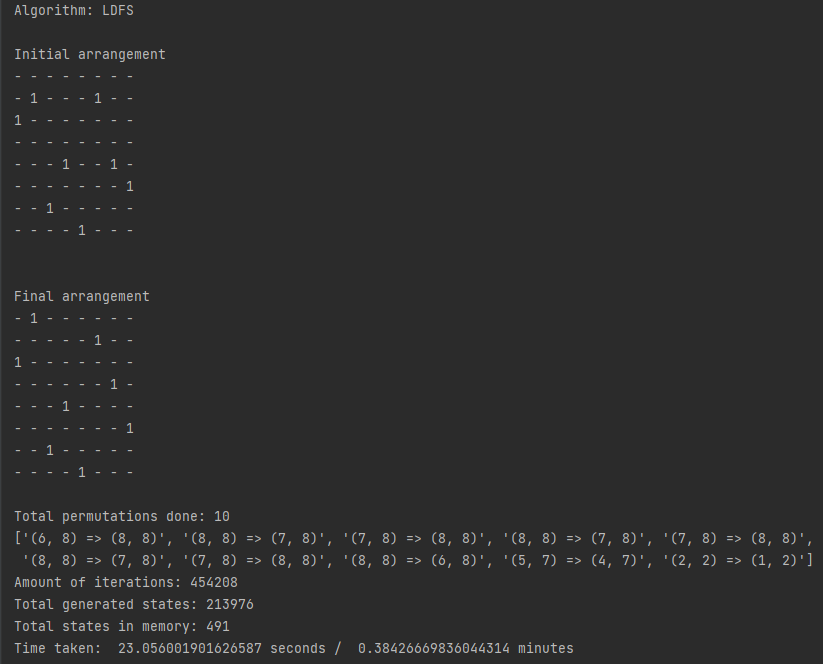 Algorithm: LDFS
Initial arrangement
- - - - - - - -
- 1 - - - 1 - -
1 - - - - - - -
- - - - - - - -
- - - 1 - - 1 -
- - - - - - - 1
- - 1 - - - - -
- - - - 1 - - -
Final arrangement
- 1 - - - - - -
- - - - - 1 - -
1 - - - - - - -
- - - - - - 1 -
- - - 1 - - - -
- - - - - - - 1
- - 1 - - - - -
- - - - 1 - - -
Total permutations done: 10
['(6, 8) => (8, 8)', '(8, 8) => (7, 8)', '(7, 8) => (8, 8)', '(8, 8) => (7, 8)', '(7, 8) => (8, 8)',
'(8, 8) => (7, 8)', '(7, 8) => (8, 8)', '(8, 8) => (6, 8)', '(5, 7) => (4, 7)', '(2, 2) => (1, 2)']
Amount of iterations: 454208
Total generated states: 213976
Total states in memory: 491
Time taken:  23.056001901626587 seconds /  0.38426669836044314 minutes